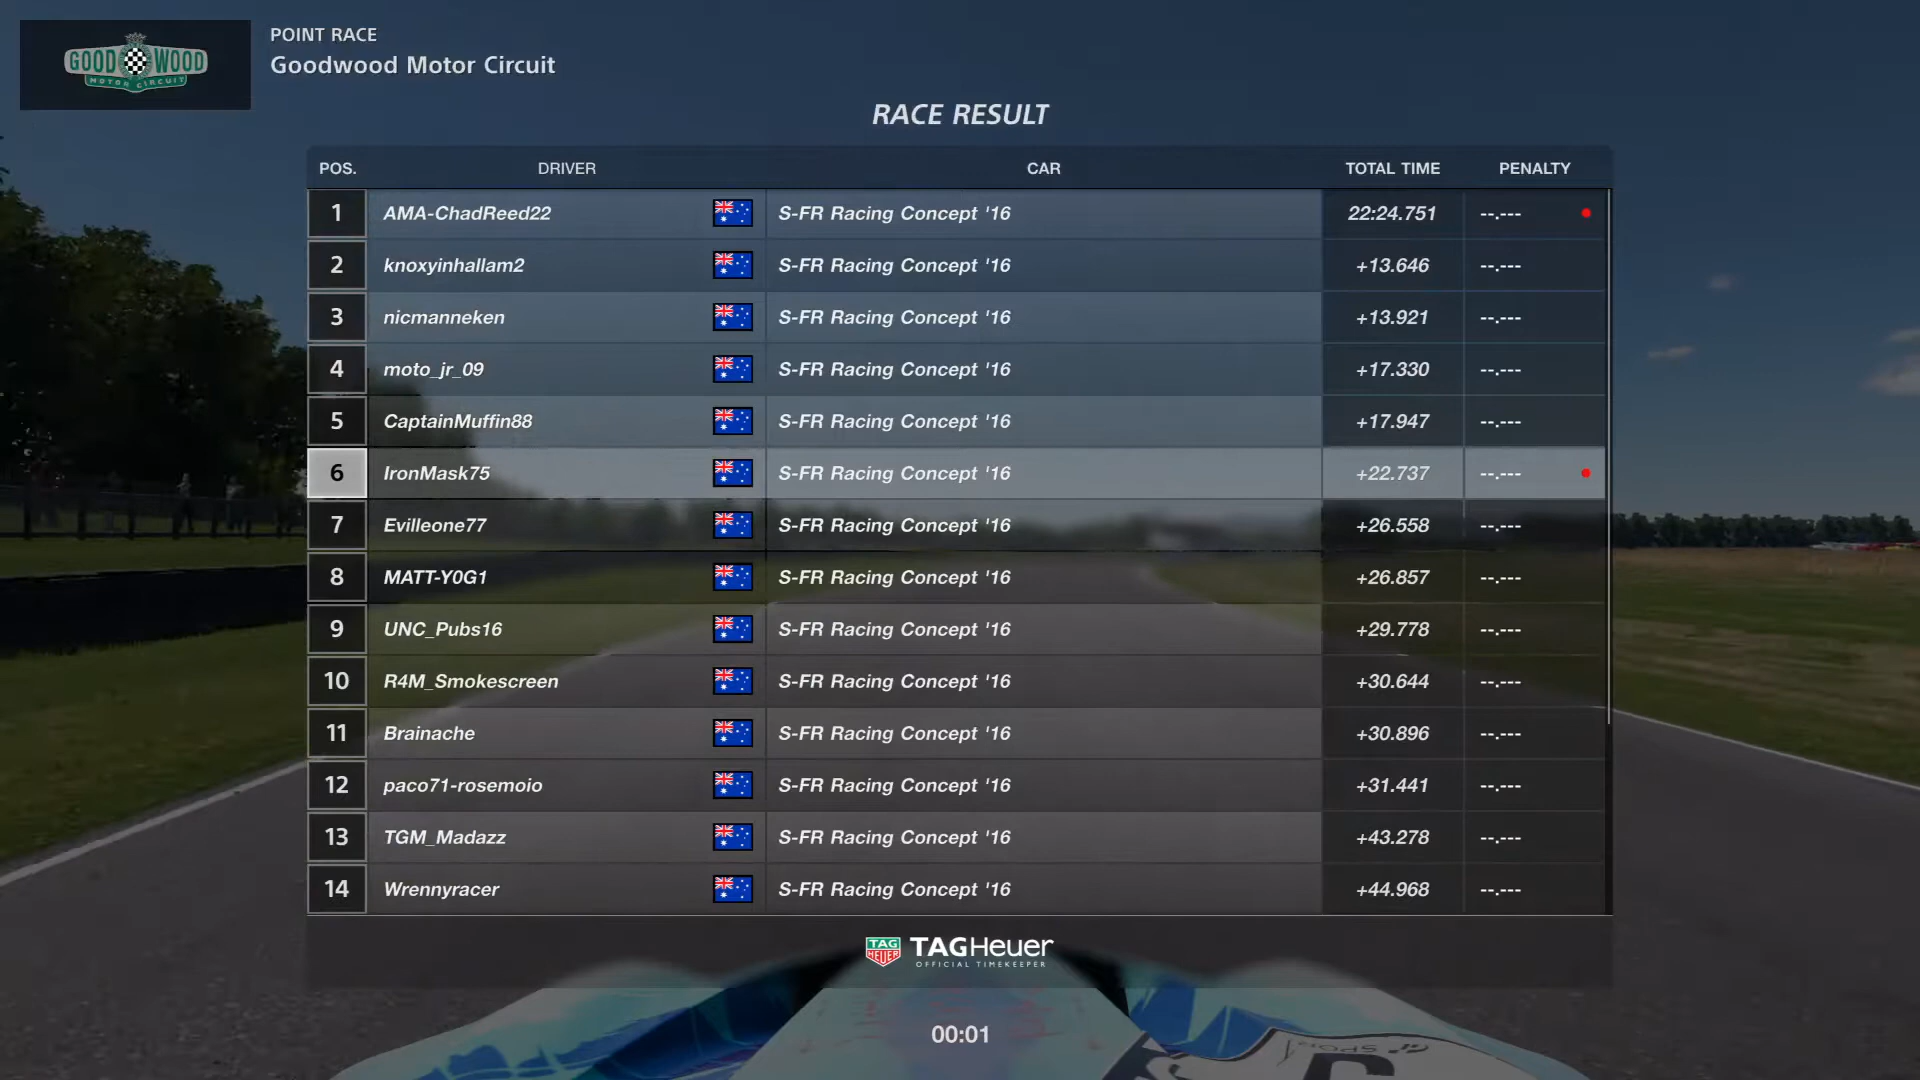 GOODWOOD
MOTOR CIRCUIT
POINT RACE
Goodwood Motor Circuit
RACE RESULT
POS. DRIVER CAR TOTAL TIME PENALTY
1 AMA-ChadReed22 S-FR Racing Concept '16 22:24.751 --.---
2 knoxyinhallam2 S-FR Racing Concept '16 +13.646 --.---
3 nicmanneken S-FR Racing Concept '16 +13.921 --.---
4 moto_jr_09 S-FR Racing Concept '16 +17.330 --.---
5 CaptainMuffin88 S-FR Racing Concept '16 +17.947 --.---
6 IronMask75 S-FR Racing Concept '16 +22.737 --.---
7 Evilleone77 S-FR Racing Concept '16 +26.558 --.---
8 MATT-Y0G1 S-FR Racing Concept '16 +26.857 --.---
9 UNC_Pubs16 S-FR Racing Concept '16 +29.778 --.---
10 R4M_Smokescreen S-FR Racing Concept '16 +30.644 --.---
11 Brainache S-FR Racing Concept '16 +30.896 --.---
12 paco71-rosemoio S-FR Racing Concept '16 +31.441 --.---
13 TGM_Madazz S-FR Racing Concept '16 +43.278 --.---
14 Wrennyracer S-FR Racing Concept '16 +44.968 --.---
TAG HEUER TAGHeuer
OFFICIAL TIMEKEEPER
00:01